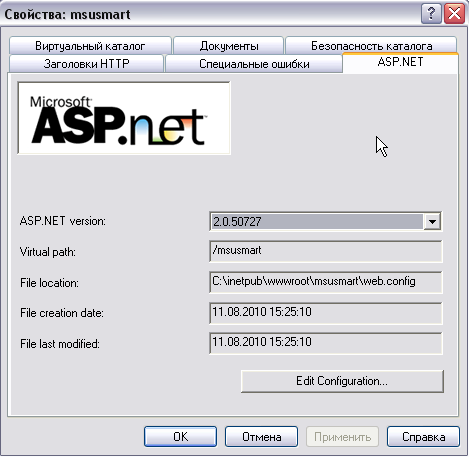 Свойства: msusmart
Виртуальный каталог Документы Безопасность каталога
Заголовки HTTP Специальные ошибки ASP.NET
Microsoft
ASP.net
ASP.NET version: 2.0.50727
Virtual path: /msusmart
File location: C:\inetpub\wwwroot\msusmart\web.config
File creation date: 11.08.2010 15:25:10
File last modified: 11.08.2010 15:25:10
Edit Configuration...
OK Отмена Применить Справка